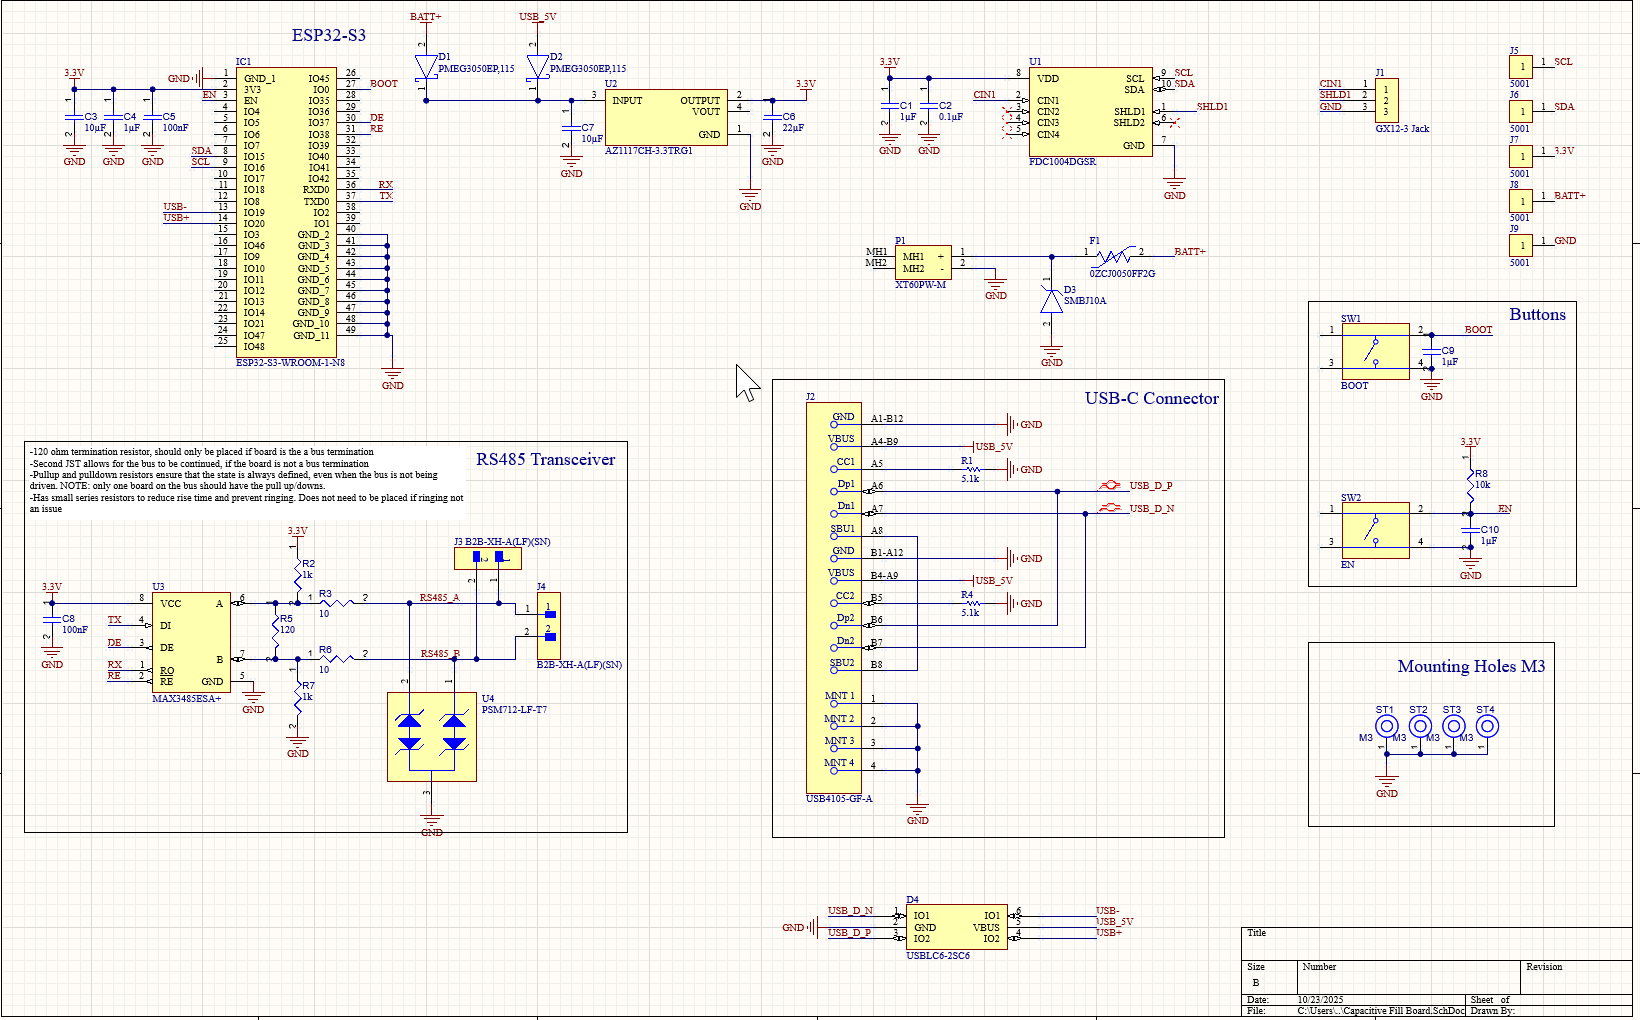 ESP32-S3
BATT+
USB_5V
D1
PMEG3050EP,115
D2
PMEG3050EP,115
2
1
2
1
IC1
3.3V
GND
EN
C3
10µF
C4
1µF
C5
100nF
GND
GND
GND
SDA
SCL
USB-
USB+
1 GND_1 IO45 26
2 3V3 IO0 27 BOOT
3 EN IO35 28
4 IO4 IO36 29
5 IO5 IO37 30 DE
6 IO6 IO38 31 RE
7 IO7 IO39 32
8 IO15 IO40 33
9 IO16 IO41 34
10 IO17 IO42 35
11 IO18 RXD0 36 RX
12 IO8 TXD0 37 TX
13 IO19 IO2 38
14 IO20 IO1 39
15 IO3 GND_2 40
16 IO46 GND_3 41
17 IO9 GND_4 42
18 IO10 GND_5 43
19 IO11 GND_6 44
20 IO12 GND_7 45
21 IO13 GND_8 46
22 IO14 GND_9 47
23 IO21 GND_10 48
24 IO47 GND_11 49
25 IO48
ESP32-S3-WROOM-1-N8
GND
U2
3 INPUT OUTPUT 2
VOUT 4
GND 1
AZ1117CH-3.3TRG1
C7
10µF
GND
3.3V
C6
22µF
GND
GND
3.3V
C1
1µF
C2
0.1µF
GND
GND
U1
8 VDD SCL 9 SCL
SDA 10 SDA
CIN1 2 CIN1
3 CIN2 SHLD1 1 SHLD1
4 CIN3 SHLD2 6
5 CIN4
GND 7
FDC1004DGSR
GND
J1
CIN1 1 1
SHLD1 2 2
GND 3 3
GX12-3 Jack
J5
1 1 SCL
5001
J6
1 1 SDA
5001
J7
1 1 3.3V
5001
J8
1 1 BATT+
5001
J9
1 1 GND
5001
P1
MH1 MH1 + 1
MH2 MH2 - 2
XT60PW-M
GND
F1
1 2
0ZCJ0050FF2G
BATT+
D3
SMBJ10A
1
2
GND
Buttons
SW1
1 2 BOOT
3 4
BOOT
C9
1µF
GND
3.3V
R8
10k
SW2
1 2 EN
3 4
EN
C10
1µF
GND
-120 ohm termination resistor, should only be placed if board is the a bus termination
-Second JST allows for the bus to be continued, if the board is not a bus termination
-Pullup and pulldown resistors ensure that the state is always defined, even when the bus is not being
driven. NOTE: only one board on the bus should have the pull up/downs.
-Has small series resistors to reduce rise time and prevent ringing. Does not need to be placed if ringing not
an issue
RS485 Transceiver
3.3V
R2
1k
J3 B2B-XH-A(LF)(SN)
2 1
2 1
3.3V
C8
100nF
GND
U3
8 VCC A 6
TX 4 DI
DE 3 DE
RX 1 RO B 7
RE 2 RE GND 5
MAX3485ESA+
GND
R5
120
R3
10
1 2
R6
10
1 2
R7
1k
GND
RS485_A
RS485_B
J4
1 1
2 2
B2B-XH-A(LF)(SN)
U4
PSM712-LF-T7
2
1
3
GND
USB-C Connector
J2
GND A1-B12 GND
VBUS A4-B9 USB_5V
CC1 A5 R1 5.1k GND
Dp1 A6 USB_D_P
Dn1 A7 USB_D_N
SBU1 A8
GND B1-A12 GND
VBUS B4-A9 USB_5V
CC2 B5 R4 5.1k GND
Dp2 B6
Dn2 B7
SBU2 B8
MNT 1 1
MNT 2 2
MNT 3 3
MNT 4 4
USB4105-GF-A
GND
Mounting Holes M3
ST1 ST2 ST3 ST4
M3 M3 M3 M3
1 1 1 1
GND
D4
USB_D_N 1 IO1 IO1 6 USB-
GND 2 GND VBUS 5 USB_5V
USB_D_P 3 IO2 IO2 4 USB+
USBLC6-2SC6
Title
Size Number Revision
B
Date: 10/23/2025 Sheet of
File: C:\Users\..\Capacitive Fill Board.SchDoc Drawn By: